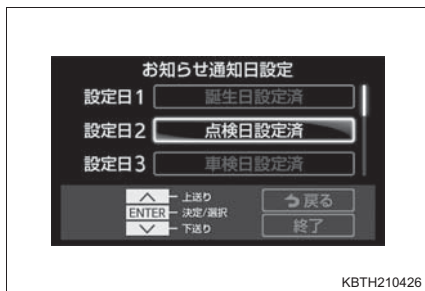 お知らせ通知日設定
設定日1 誕生日設定済
設定日2 点検日設定済
設定日3 車検日設定済
上送り
ENTER 決定/選択
下送り
戻る
終了
KBTH210426